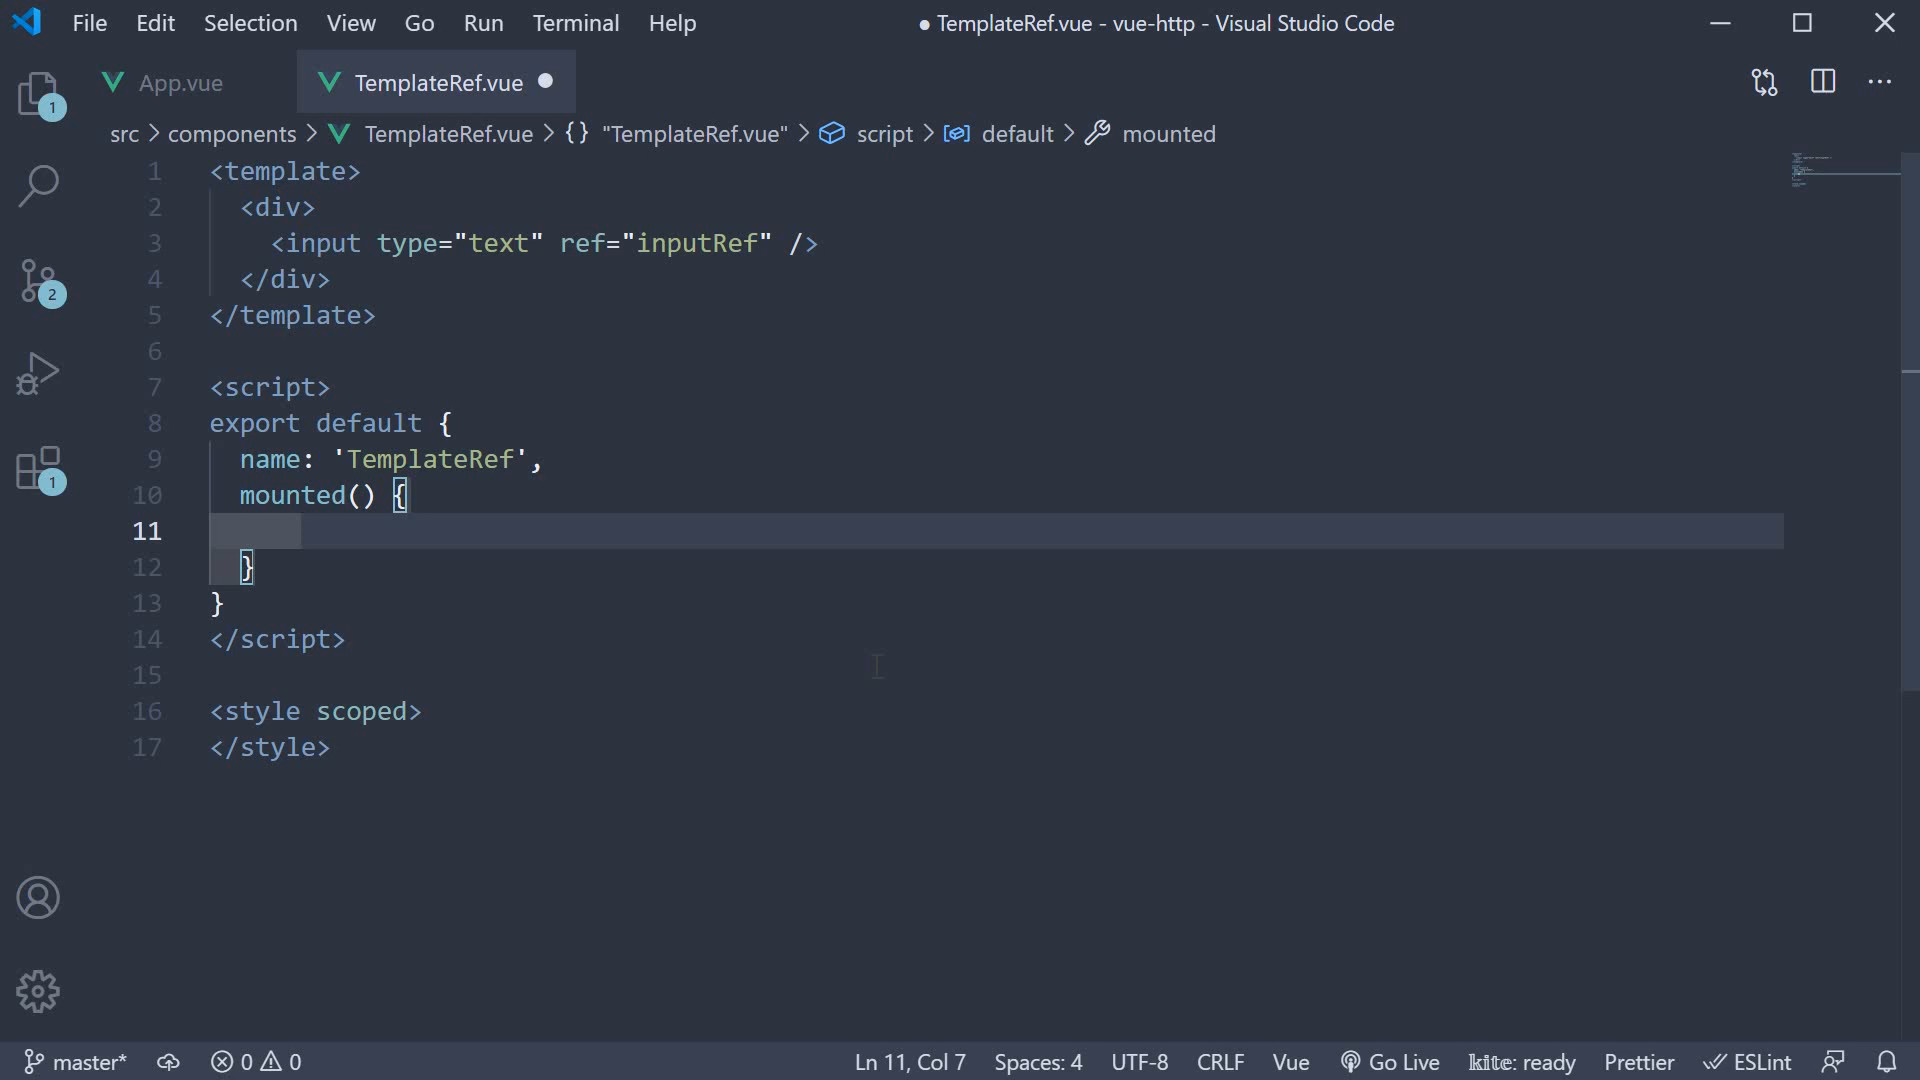 File Edit Selection View Go Run Terminal Help ● TemplateRef.vue - vue-http - Visual Studio Code
App.vue TemplateRef.vue
src > components > TemplateRef.vue > {} "TemplateRef.vue" > script > default > mounted
1 <template>
2 <div>
3 <input type="text" ref="inputRef" />
4 </div>
5 </template>
6
7 <script>
8 export default {
9 name: 'TemplateRef',
10 mounted() {
11
12 }
13 }
14 </script>
15
16 <style scoped>
17 </style>
1
2
1
master* 0 0 Ln 11, Col 7 Spaces: 4 UTF-8 CRLF Vue Go Live kite: ready Prettier ESLint